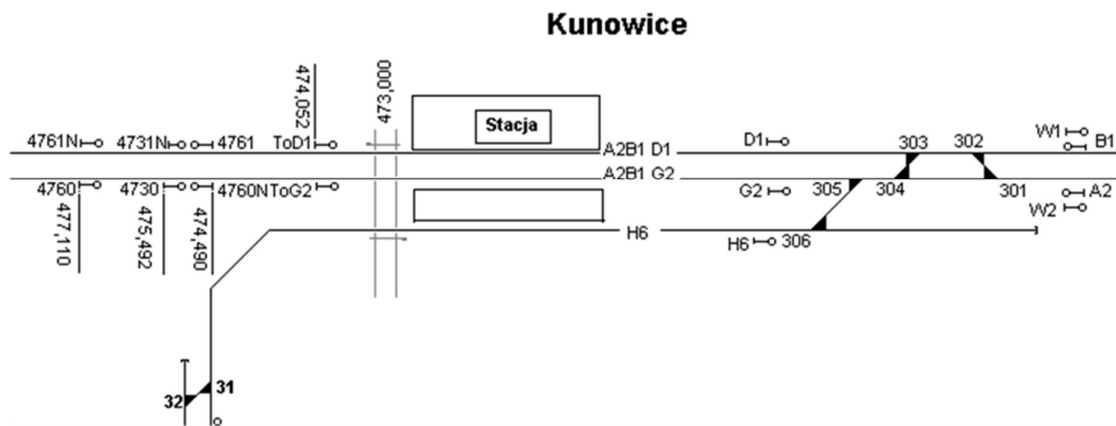 Kunowice
474,052
473,000
Stacja
4761N
4731N
4761
ToD1
A2B1 D1
D1
303
302
W1
B1
A2B1 G2
4760
4730
4760N
ToG2
G2
305
304
301
A2
W2
477,110
475,492
474,490
H6
H6
306
31
32